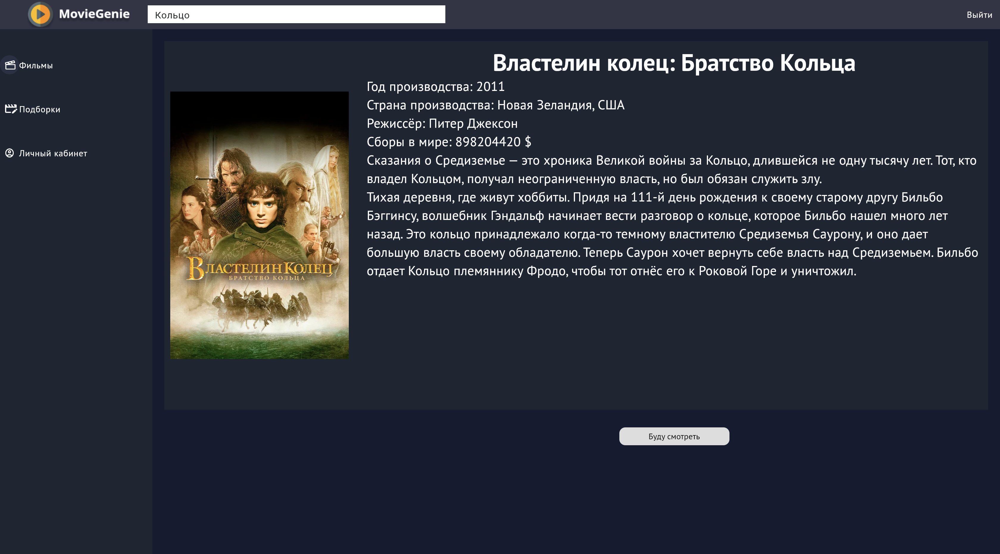 MovieGenie
Кольцо
Выйти
Фильмы
Подборки
Личный кабинет
Властелин колец: Братство Кольца
Год производства: 2011
Страна производства: Новая Зеландия, США
Режиссёр: Питер Джексон
Сборы в мире: 898204420 $
Сказания о Средиземье — это хроника Великой войны за Кольцо, длившейся не одну тысячу лет. Тот, кто
владел Кольцом, получал неограниченную власть, но был обязан служить злу.
Тихая деревня, где живут хоббиты. Придя на 111-й день рождения к своему старому другу Бильбо
Бэггинсу, волшебник Гэндальф начинает вести разговор о кольце, которое Бильбо нашел много лет
назад. Это кольцо принадлежало когда-то темному властителю Средиземья Саурону, и оно дает
большую власть своему обладателю. Теперь Саурон хочет вернуть себе власть над Средиземьем. Бильбо
отдает Кольцо племяннику Фродо, чтобы тот отнёс его к Роковой Горе и уничтожил.
ВЛАСТЕЛИН КОЛЕЦ
БРАТСТВО КОЛЬЦА
Буду смотреть